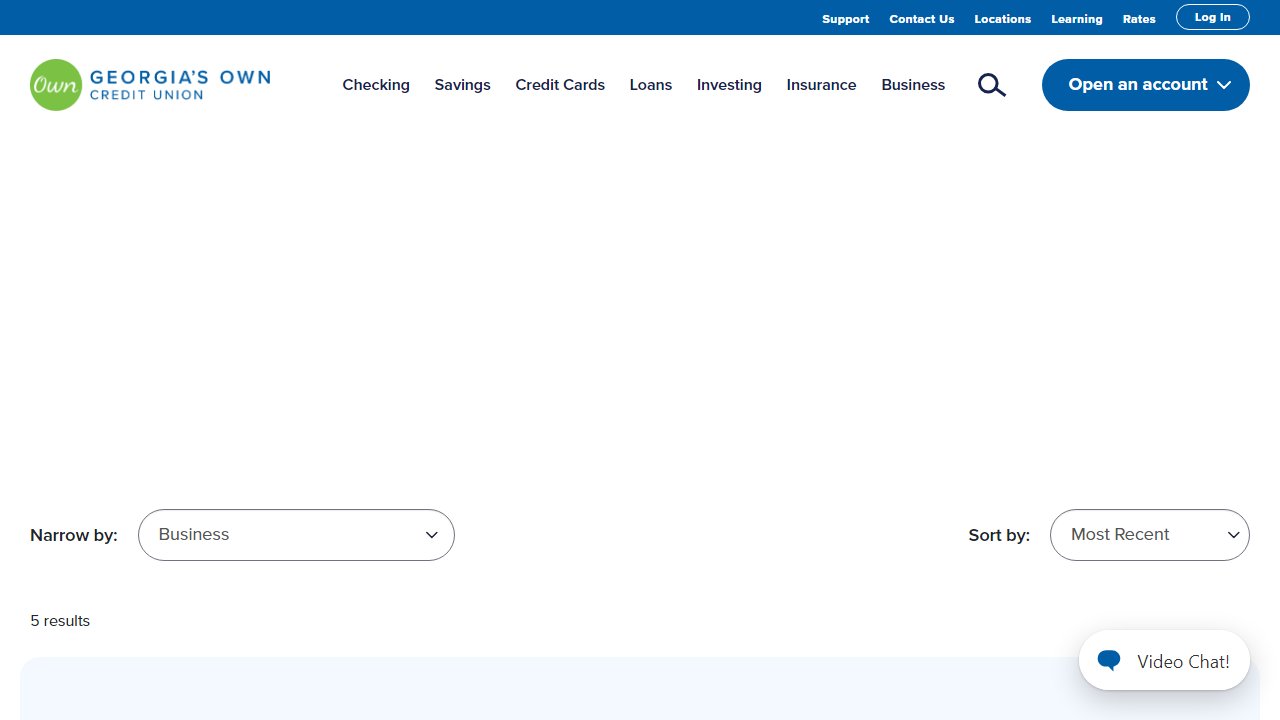 Support Contact Us Locations Learning Rates Log In
Own GEORGIA'S OWN
CREDIT UNION
Checking Savings Credit Cards Loans Investing Insurance Business Open an account
Narrow by: Business Sort by: Most Recent
5 results
Video Chat!